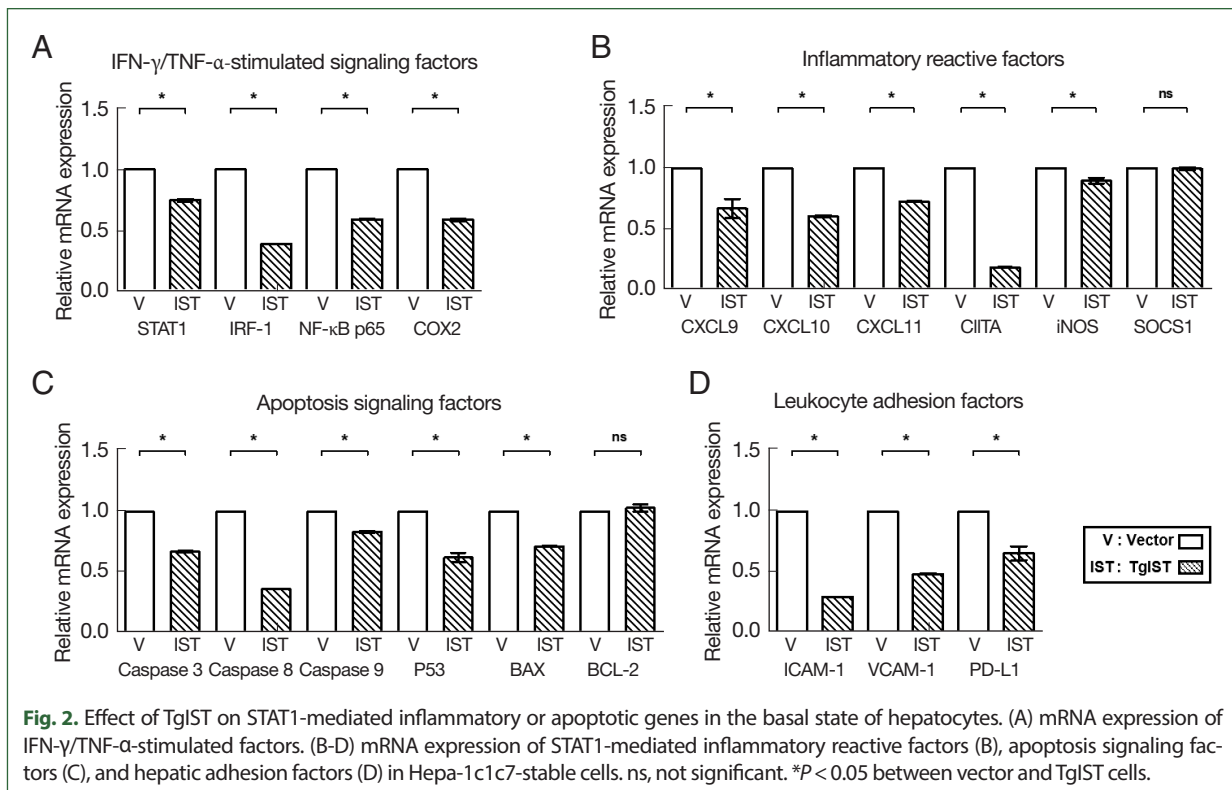 A
IFN-γ/TNF-α-stimulated signaling factors
Relative mRNA expression
1.5
1.0
0.5
0.0
* * * *
V IST V IST V IST V IST
STAT1 IRF-1 NF-κB p65 COX2
B
Inflammatory reactive factors
Relative mRNA expression
1.5
1.0
0.5
0.0
* * * * * ns
V IST V IST V IST V IST V IST V IST
CXCL9 CXCL10 CXCL11 CIITA iNOS SOCS1
C
Apoptosis signaling factors
Relative mRNA expression
1.5
1.0
0.5
0.0
* * * * * ns
V IST V IST V IST V IST V IST V IST
Caspase 3 Caspase 8 Caspase 9 P53 BAX BCL-2
D
Leukocyte adhesion factors
Relative mRNA expression
1.5
1.0
0.5
0.0
* * *
V IST V IST V IST
ICAM-1 VCAM-1 PD-L1
V : Vector
IST : TgIST
Fig. 2. Effect of TgIST on STAT1-mediated inflammatory or apoptotic genes in the basal state of hepatocytes. (A) mRNA expression of
IFN-γ/TNF-α-stimulated factors. (B-D) mRNA expression of STAT1-mediated inflammatory reactive factors (B), apoptosis signaling fac-
tors (C), and hepatic adhesion factors (D) in Hepa-1c1c7-stable cells. ns, not significant. *P < 0.05 between vector and TgIST cells.